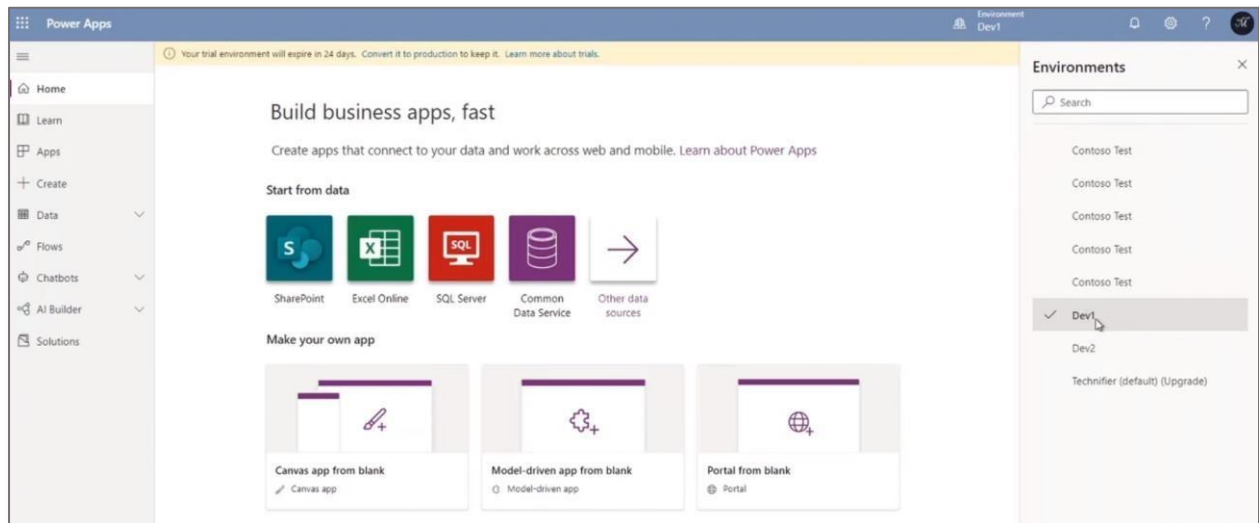 Power Apps
Environment
Dev1
?
Your trial environment will expire in 24 days. Convert it to production to keep it. Learn more about trials.
Home
Learn
Apps
Create
Data
Flows
Chatbots
AI Builder
Solutions
Build business apps, fast
Create apps that connect to your data and work across web and mobile. Learn about Power Apps
Start from data
S
X
SQL
SharePoint
Excel Online
SQL Server
Common
Data Service
Other data
sources
Make your own app
Canvas app from blank
Canvas app
Model-driven app from blank
Model-driven app
Portal from blank
Portal
Environments
Search
Contoso Test
Contoso Test
Contoso Test
Contoso Test
Contoso Test
Dev1
Dev2
Technifier (default) (Upgrade)